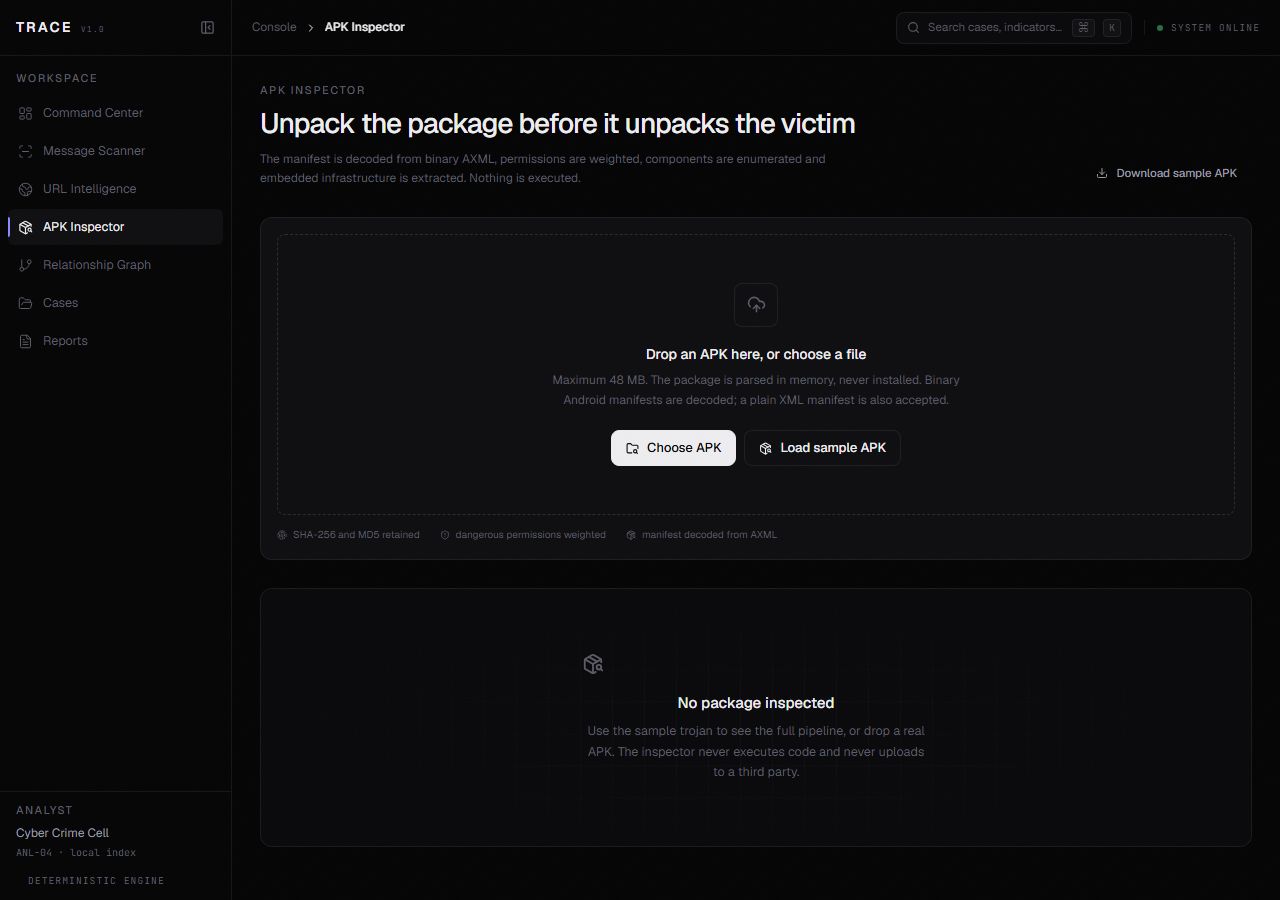 TRACE V1.0
Console > APK Inspector
Search cases, indicators… ⌘ K
SYSTEM ONLINE
WORKSPACE
Command Center
Message Scanner
URL Intelligence
APK Inspector
Relationship Graph
Cases
Reports
ANALYST
Cyber Crime Cell
ANL-04 · local index
DETERMINISTIC ENGINE
APK INSPECTOR
Unpack the package before it unpacks the victim
The manifest is decoded from binary AXML, permissions are weighted, components are enumerated and
embedded infrastructure is extracted. Nothing is executed.
Download sample APK
Drop an APK here, or choose a file
Maximum 48 MB. The package is parsed in memory, never installed. Binary
Android manifests are decoded; a plain XML manifest is also accepted.
Choose APK
Load sample APK
SHA-256 and MD5 retained
dangerous permissions weighted
manifest decoded from AXML
No package inspected
Use the sample trojan to see the full pipeline, or drop a real
APK. The inspector never executes code and never uploads
to a third party.